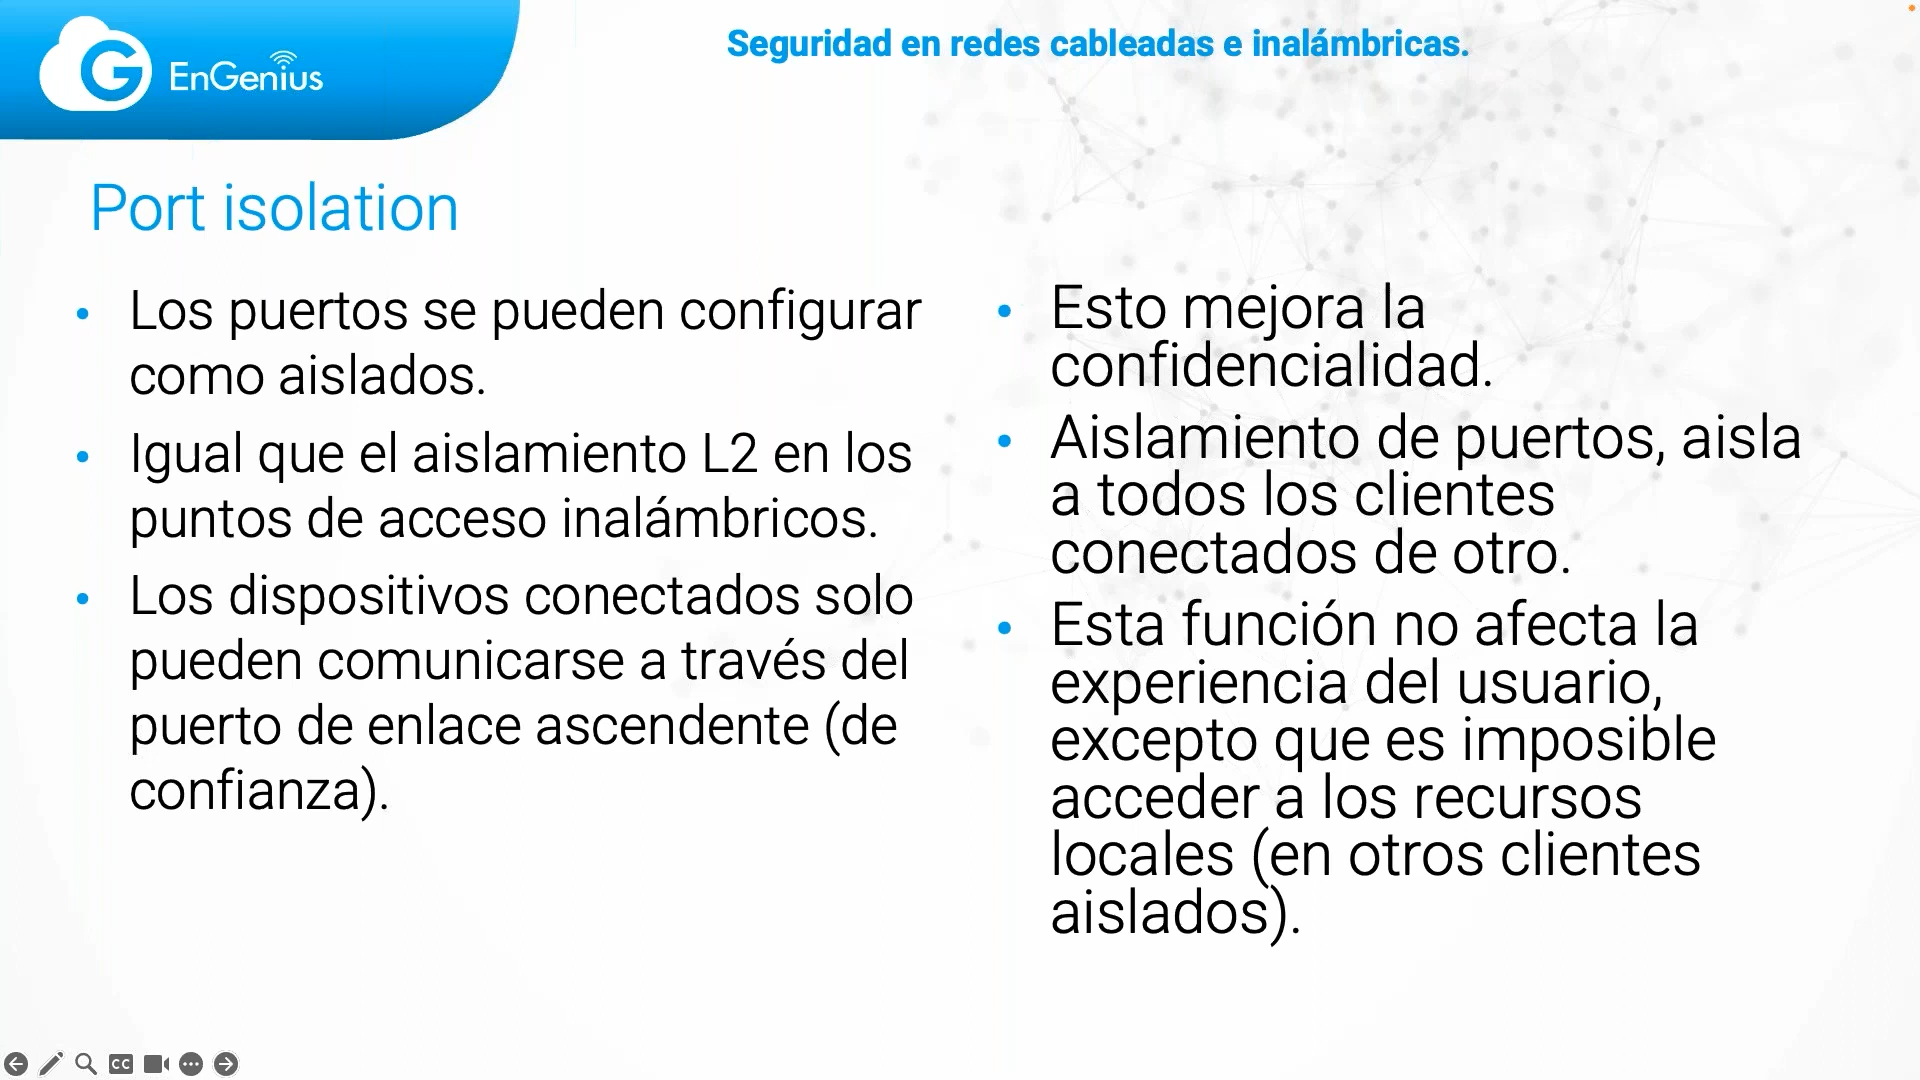 EnGenius
Seguridad en redes cableadas e inalámbricas.
Port isolation
• Los puertos se pueden configurar
como aislados.
• Igual que el aislamiento L2 en los
puntos de acceso inalámbricos.
• Los dispositivos conectados solo
pueden comunicarse a través del
puerto de enlace ascendente (de
confianza).
• Esto mejora la
confidencialidad.
• Aislamiento de puertos, aisla
a todos los clientes
conectados de otro.
• Esta función no afecta la
experiencia del usuario,
excepto que es imposible
acceder a los recursos
locales (en otros clientes
aislados).
CC